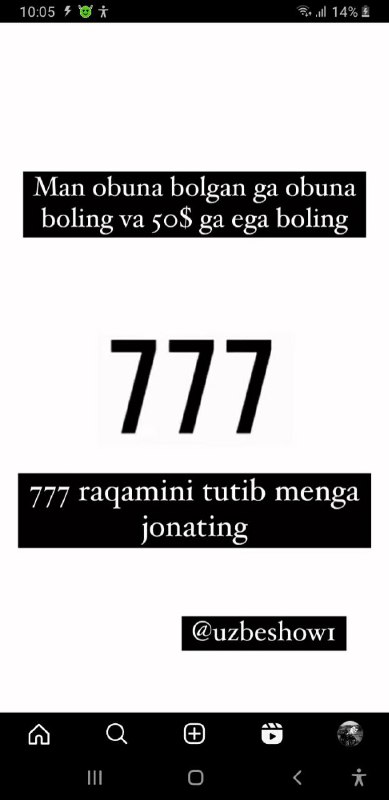 10:05
14%
Man obuna bolgan ga obuna
boling va 50$ ga ega boling
777
777 raqamini tutib menga
jonating
@uzbeshow1